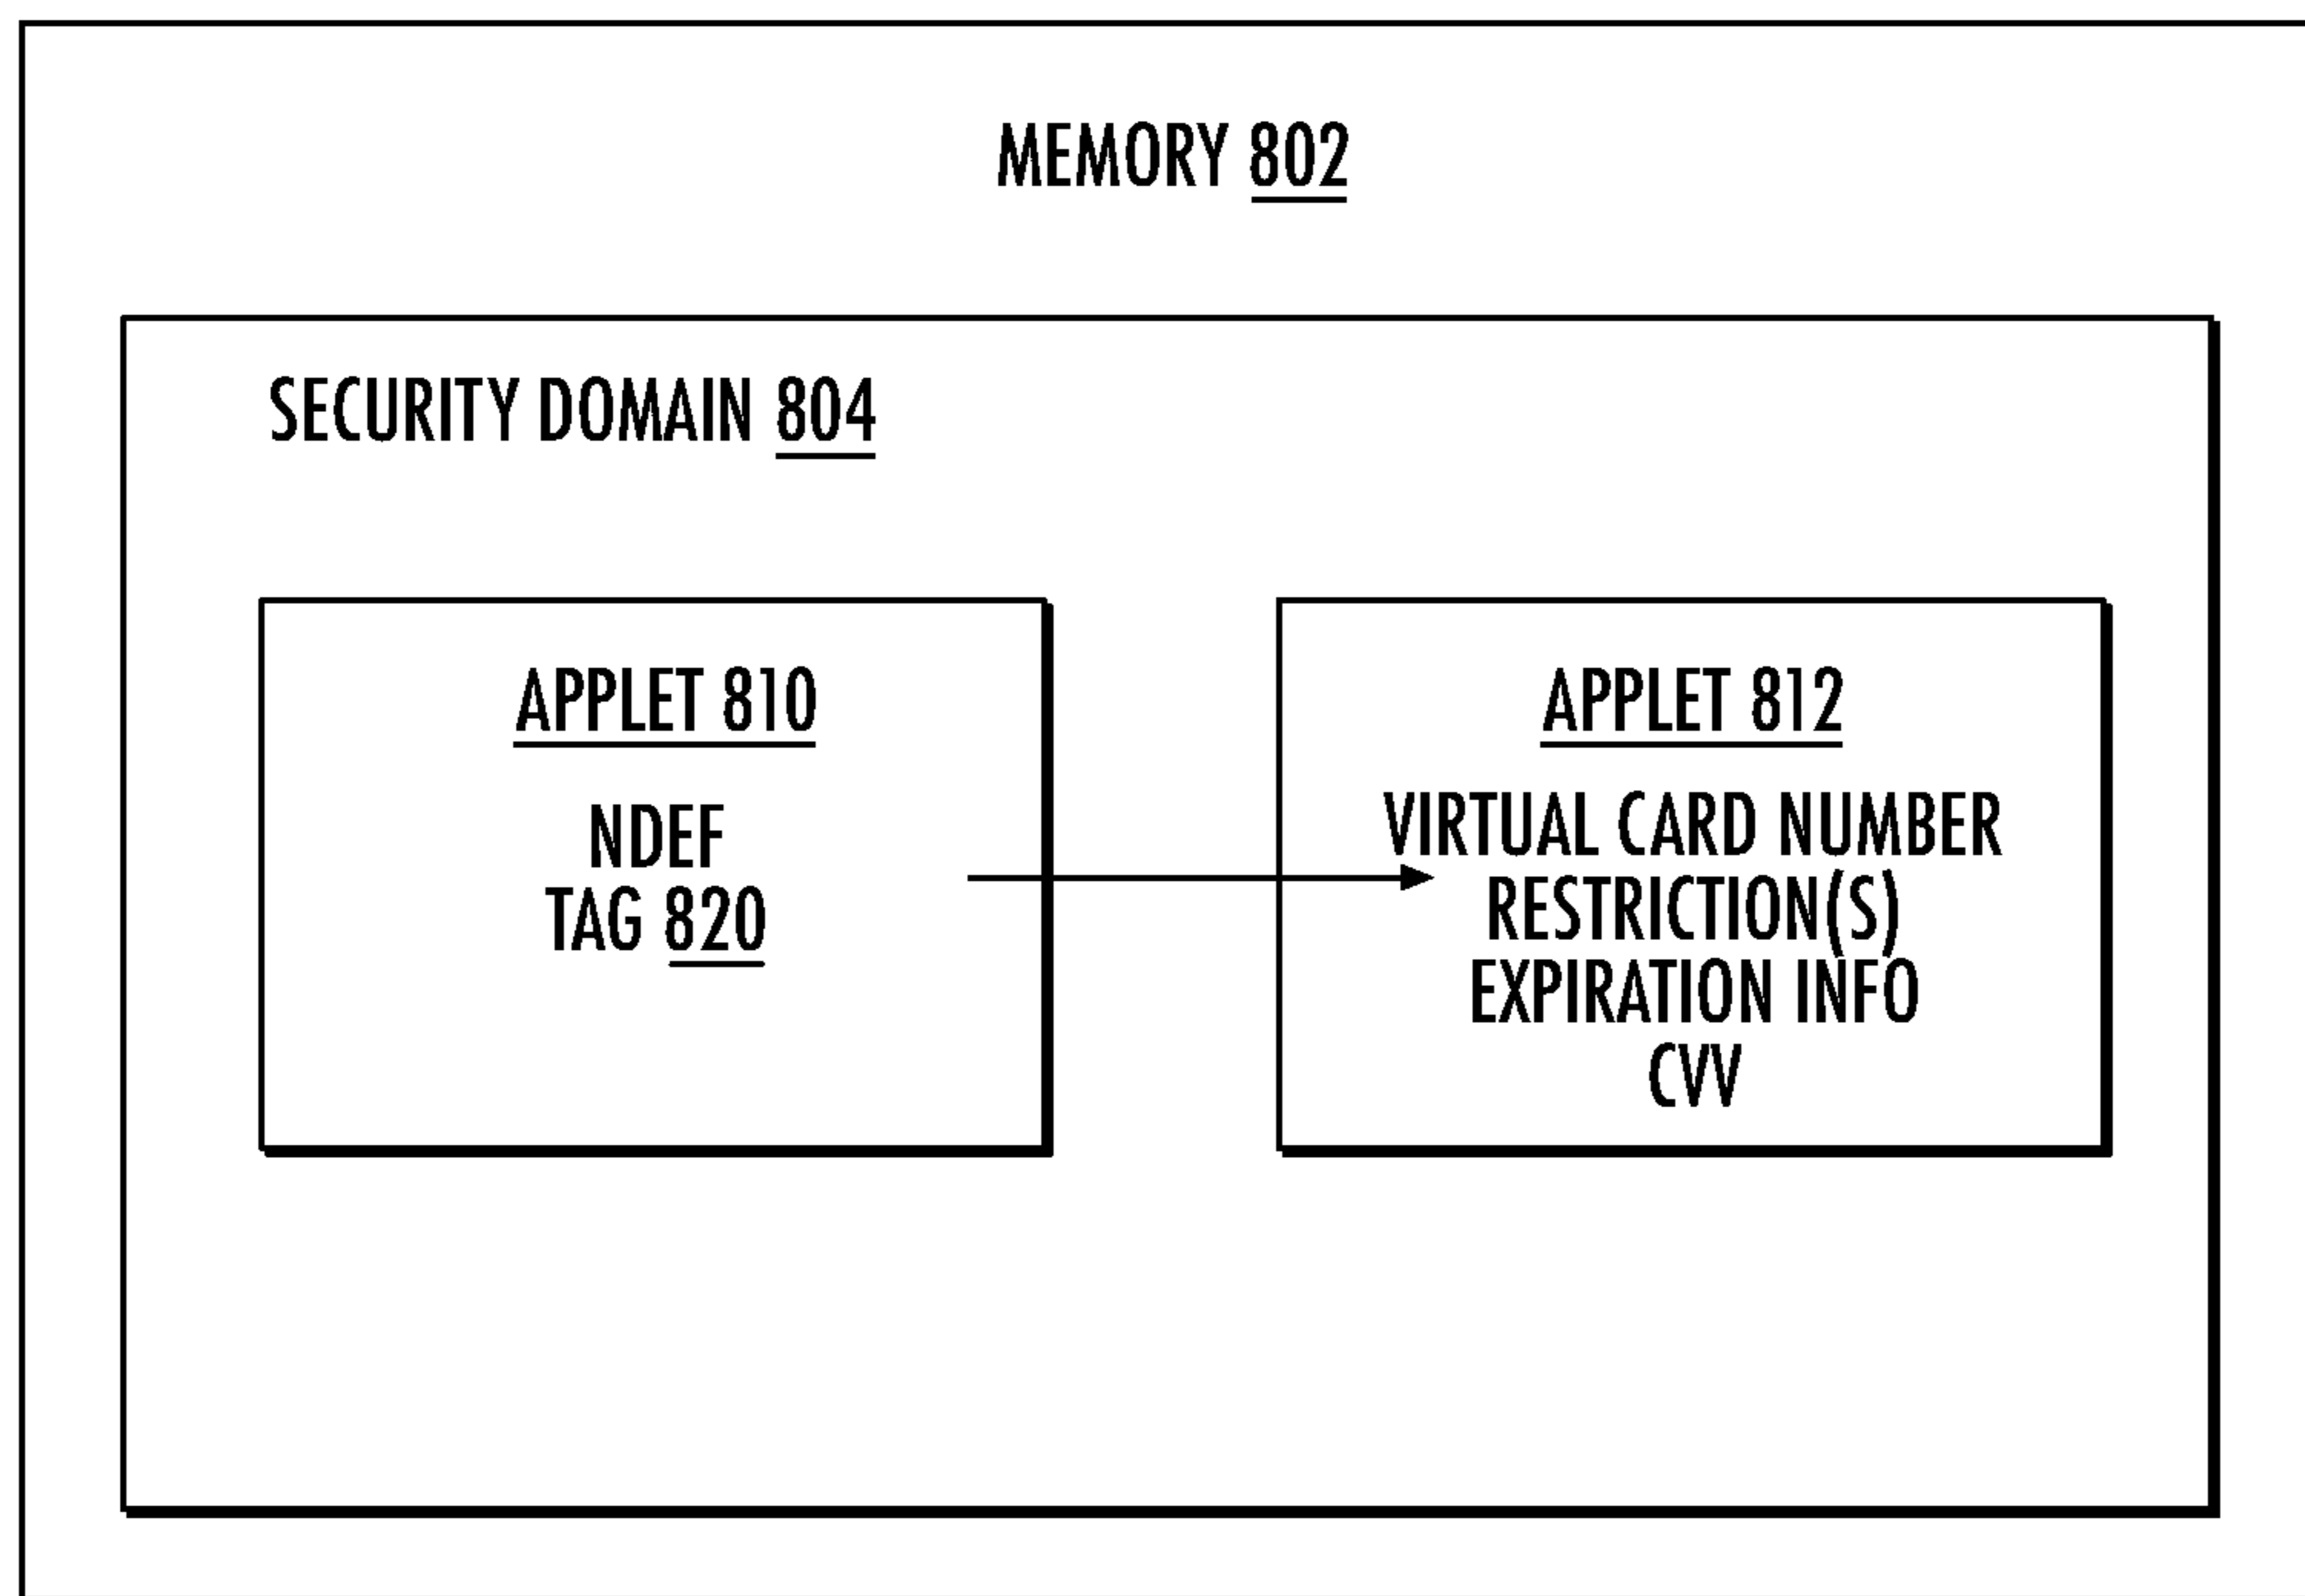 MEMORY 802
SECURITY DOMAIN 804
APPLET 810
NDEF
TAG 820
APPLET 812
VIRTUAL CARD NUMBER
RESTRICTION(S)
EXPIRATION INFO
CVV